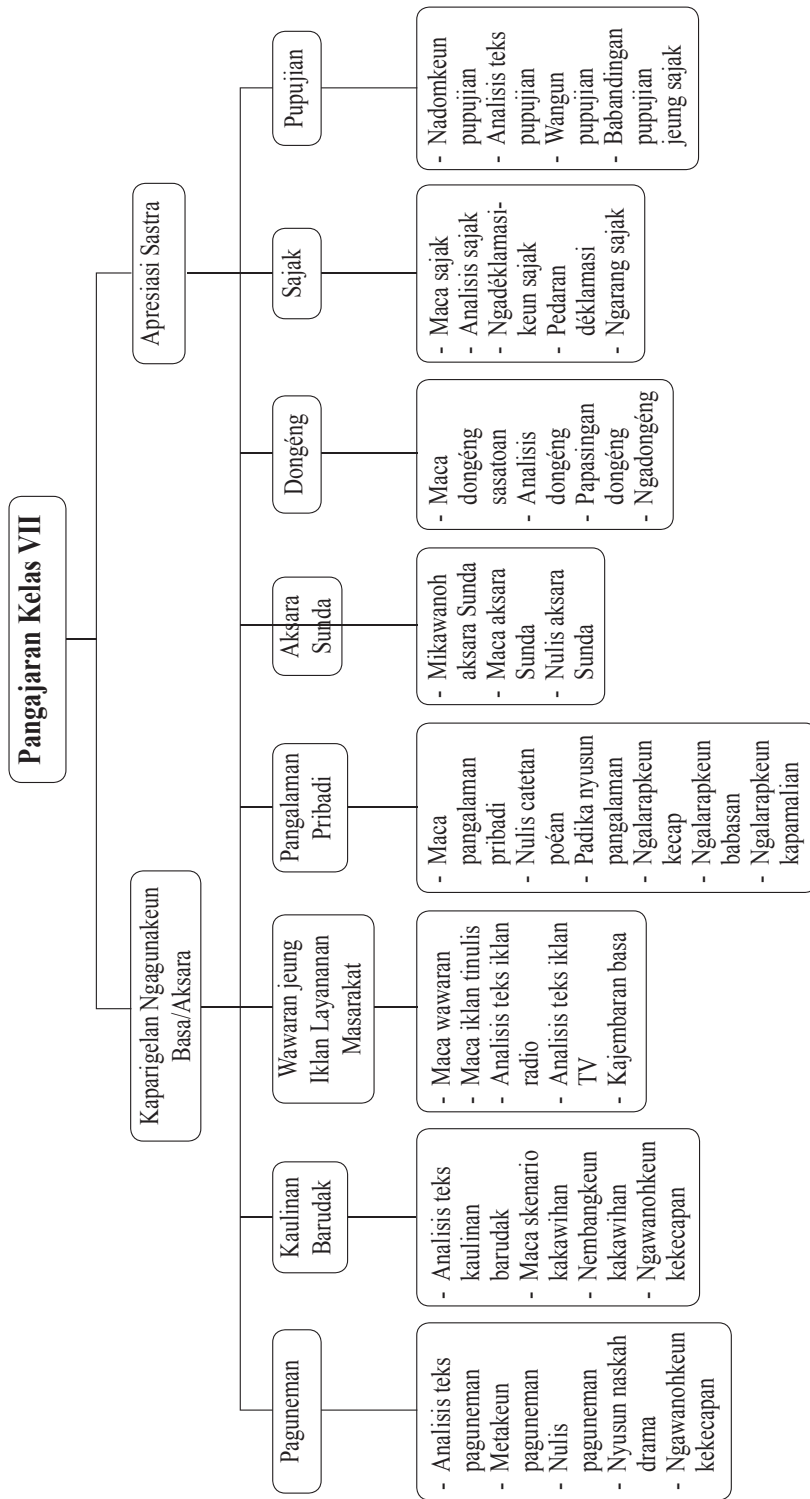 Pangajaran Kelas VII
Kaparigelan Ngagunakeun
Basa/Aksara
Apresiasi Sastra
Paguneman
Kaulinan
Barudak
Wawaran jeung
Iklan Layananan
Masarakat
Pangalaman
Pribadi
Aksara
Sunda
Dongéng
Sajak
Pupujian
- Analisis teks
paguneman
- Metakeun
paguneman
- Nulis
paguneman
- Nyusun naskah
drama
- Ngawanohkeun
kekecapan
- Analisis teks
kaulinan
barudak
- Maca skenario
kakawihan
- Nembangkeun
kakawihan
- Ngawanohkeun
kekecapan
- Maca wawaran
- Maca iklan tinulis
- Analisis teks iklan
radio
- Analisis teks iklan
TV
- Kajembaran basa
- Maca
pangalaman
pribadi
- Nulis catetan
poéan
- Padika nyusun
pangalaman
- Ngalarapkeun
kecap
- Ngalarapkeun
babasan
- Ngalarapkeun
kapamalian
- Mikawanoh
aksara Sunda
- Maca aksara
Sunda
- Nulis aksara
Sunda
- Maca
dongéng
sasatoan
- Analisis
dongéng
- Papasingan
dongéng
- Ngadongéng
- Maca sajak
- Analisis sajak
- Ngadéklamasi-
keun sajak
- Pedaran
déklamasi
- Ngarang sajak
- Nadomkeun
pupujian
- Analisis teks
pupujian
- Wangun
pupujian
- Babandingan
pupujian
jeung sajak